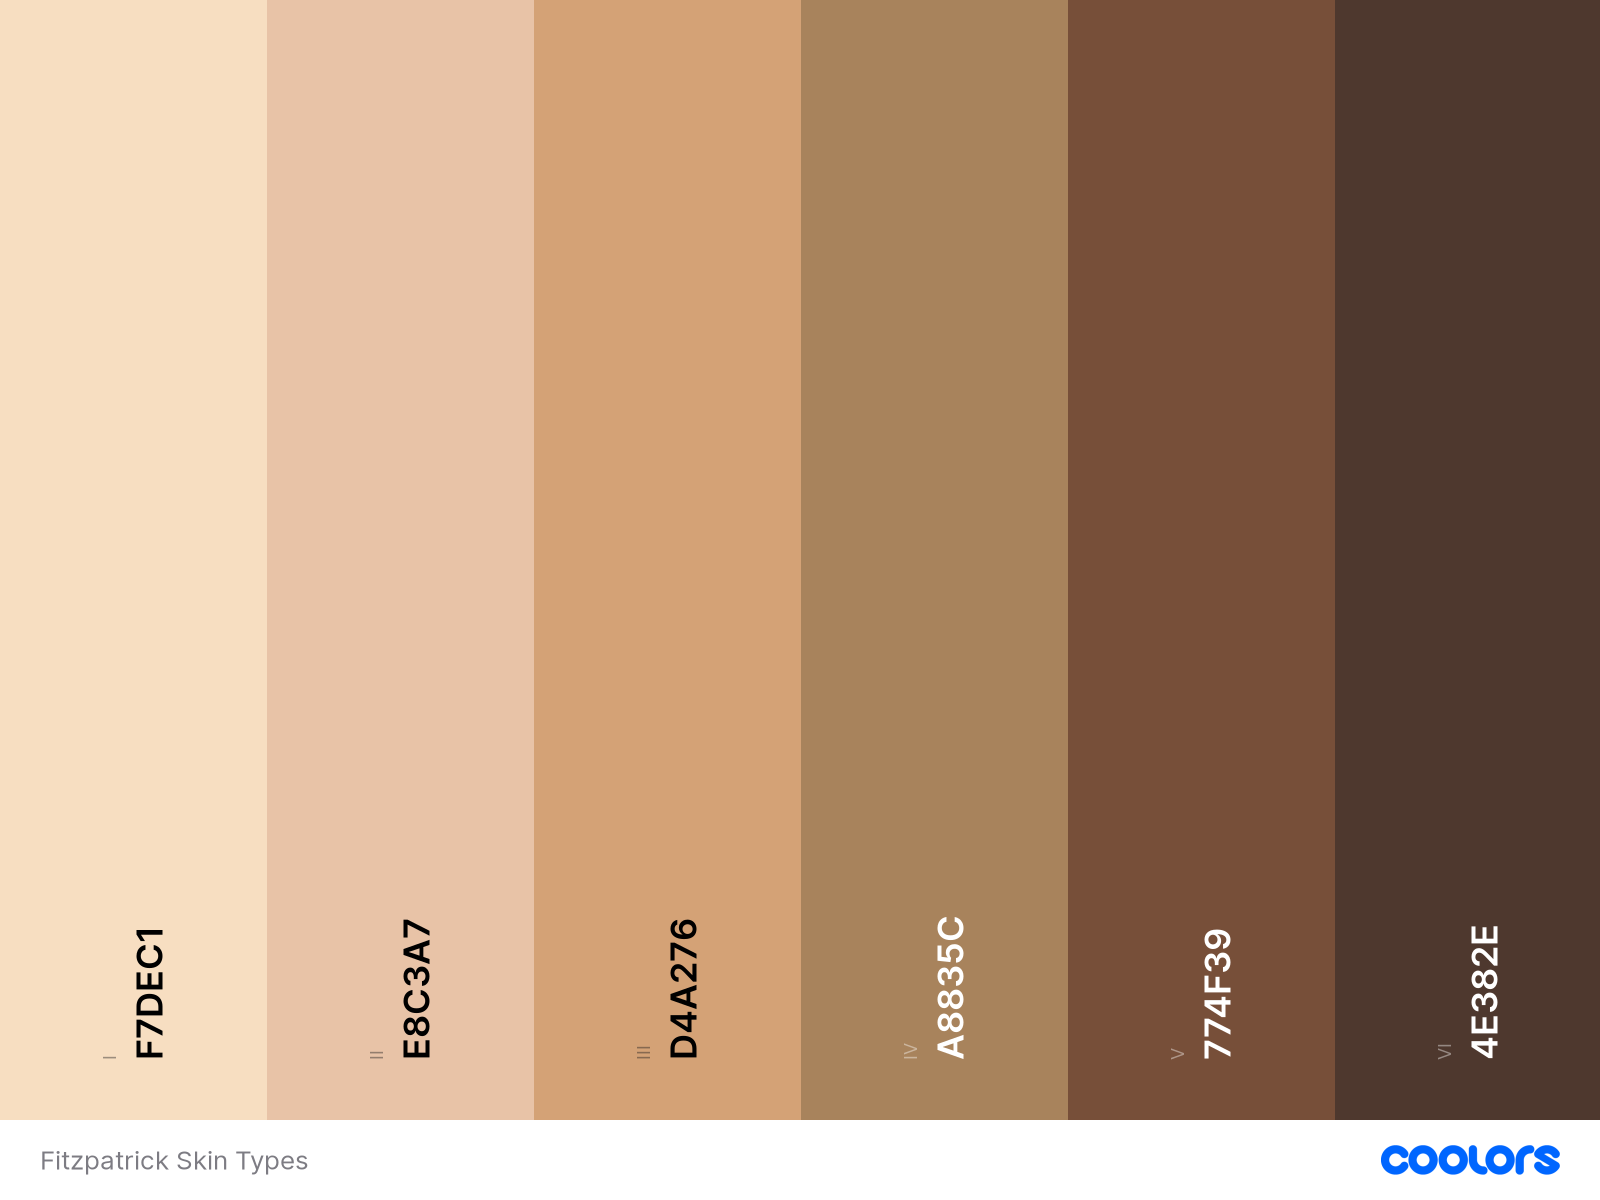 I
F7DEC1
II
E8C3A7
III
D4A276
IV
A8835C
V
774F39
VI
4E382E
Fitzpatrick Skin Types
coolors